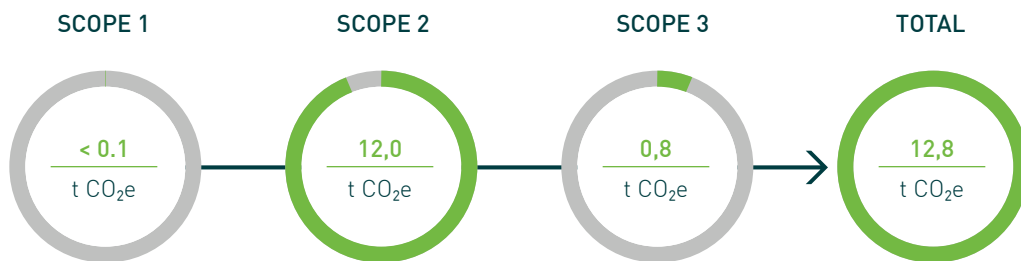 SCOPE 1
SCOPE 2
SCOPE 3
TOTAL
< 0.1
t CO₂e
12,0
t CO₂e
0,8
t CO₂e
12,8
t CO₂e